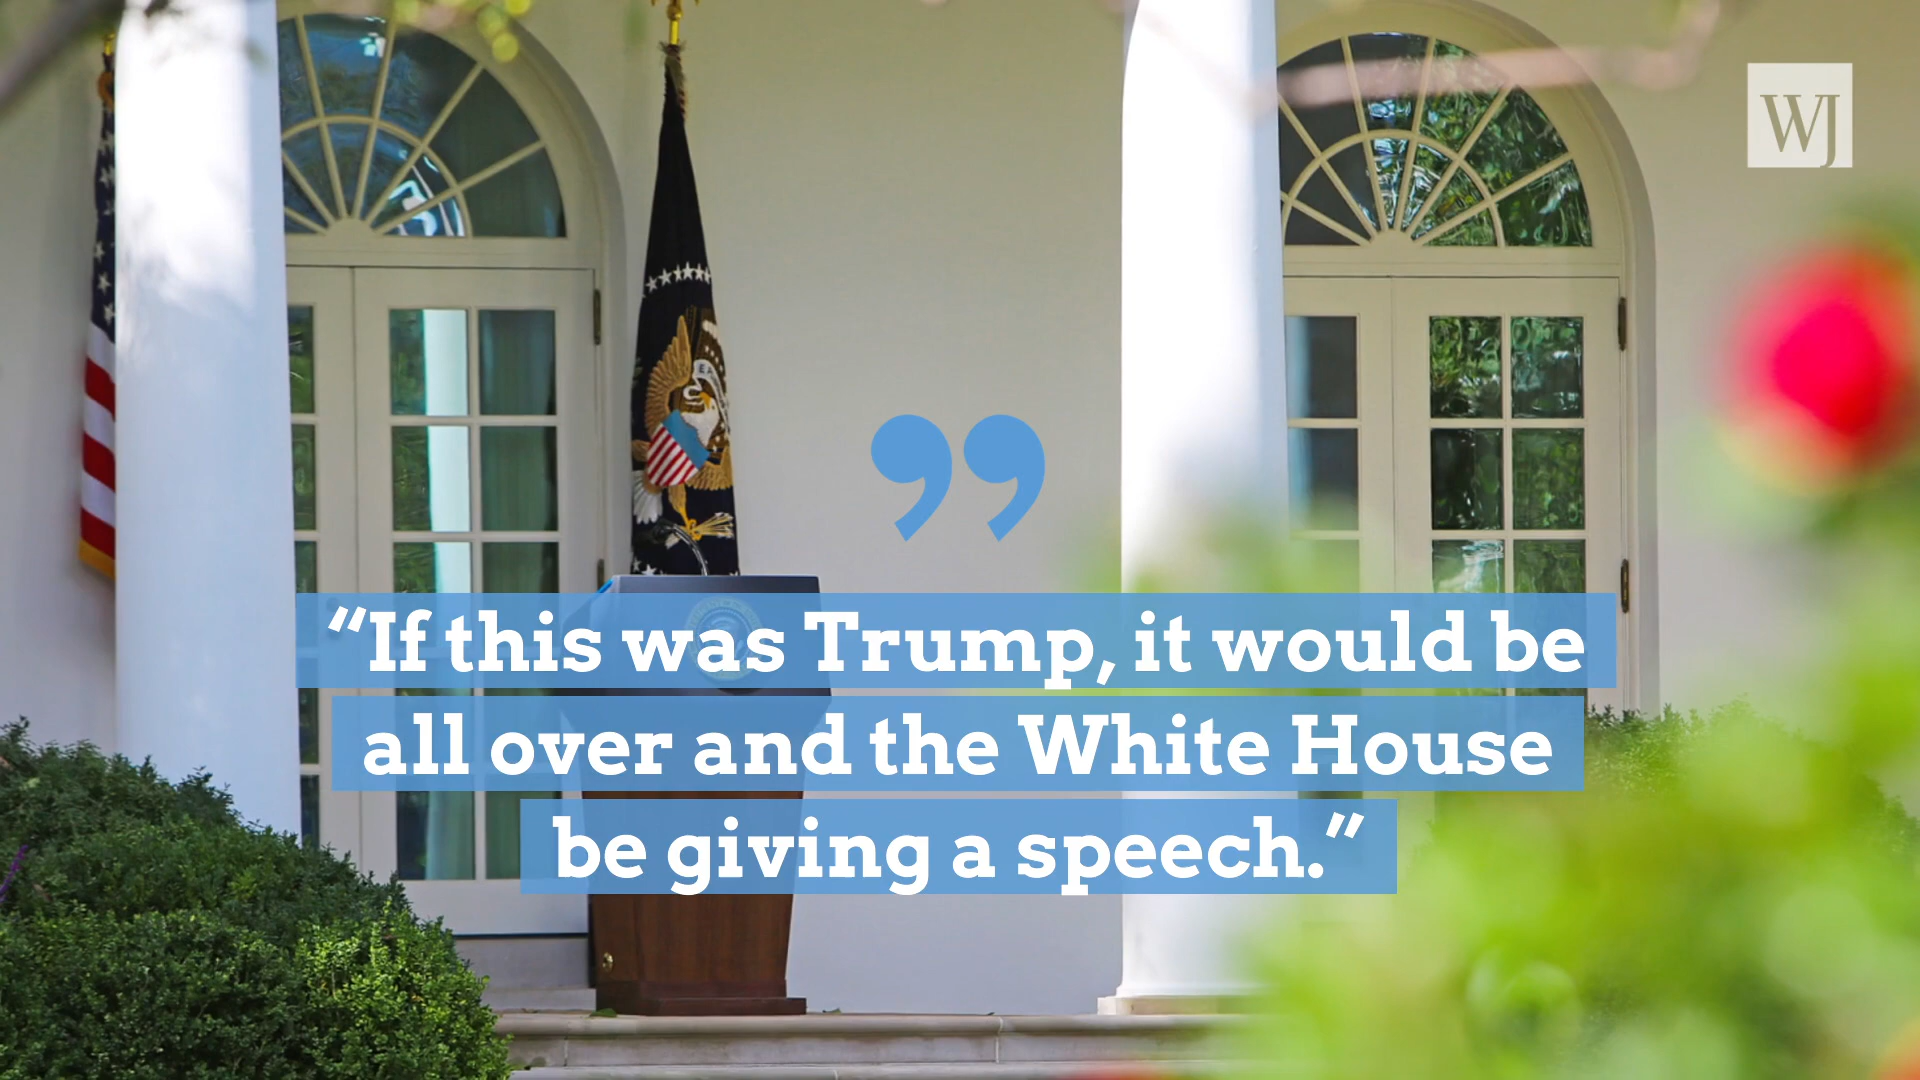 WJ
”
“If this was Trump, it would be
all over and the White House
be giving a speech.”